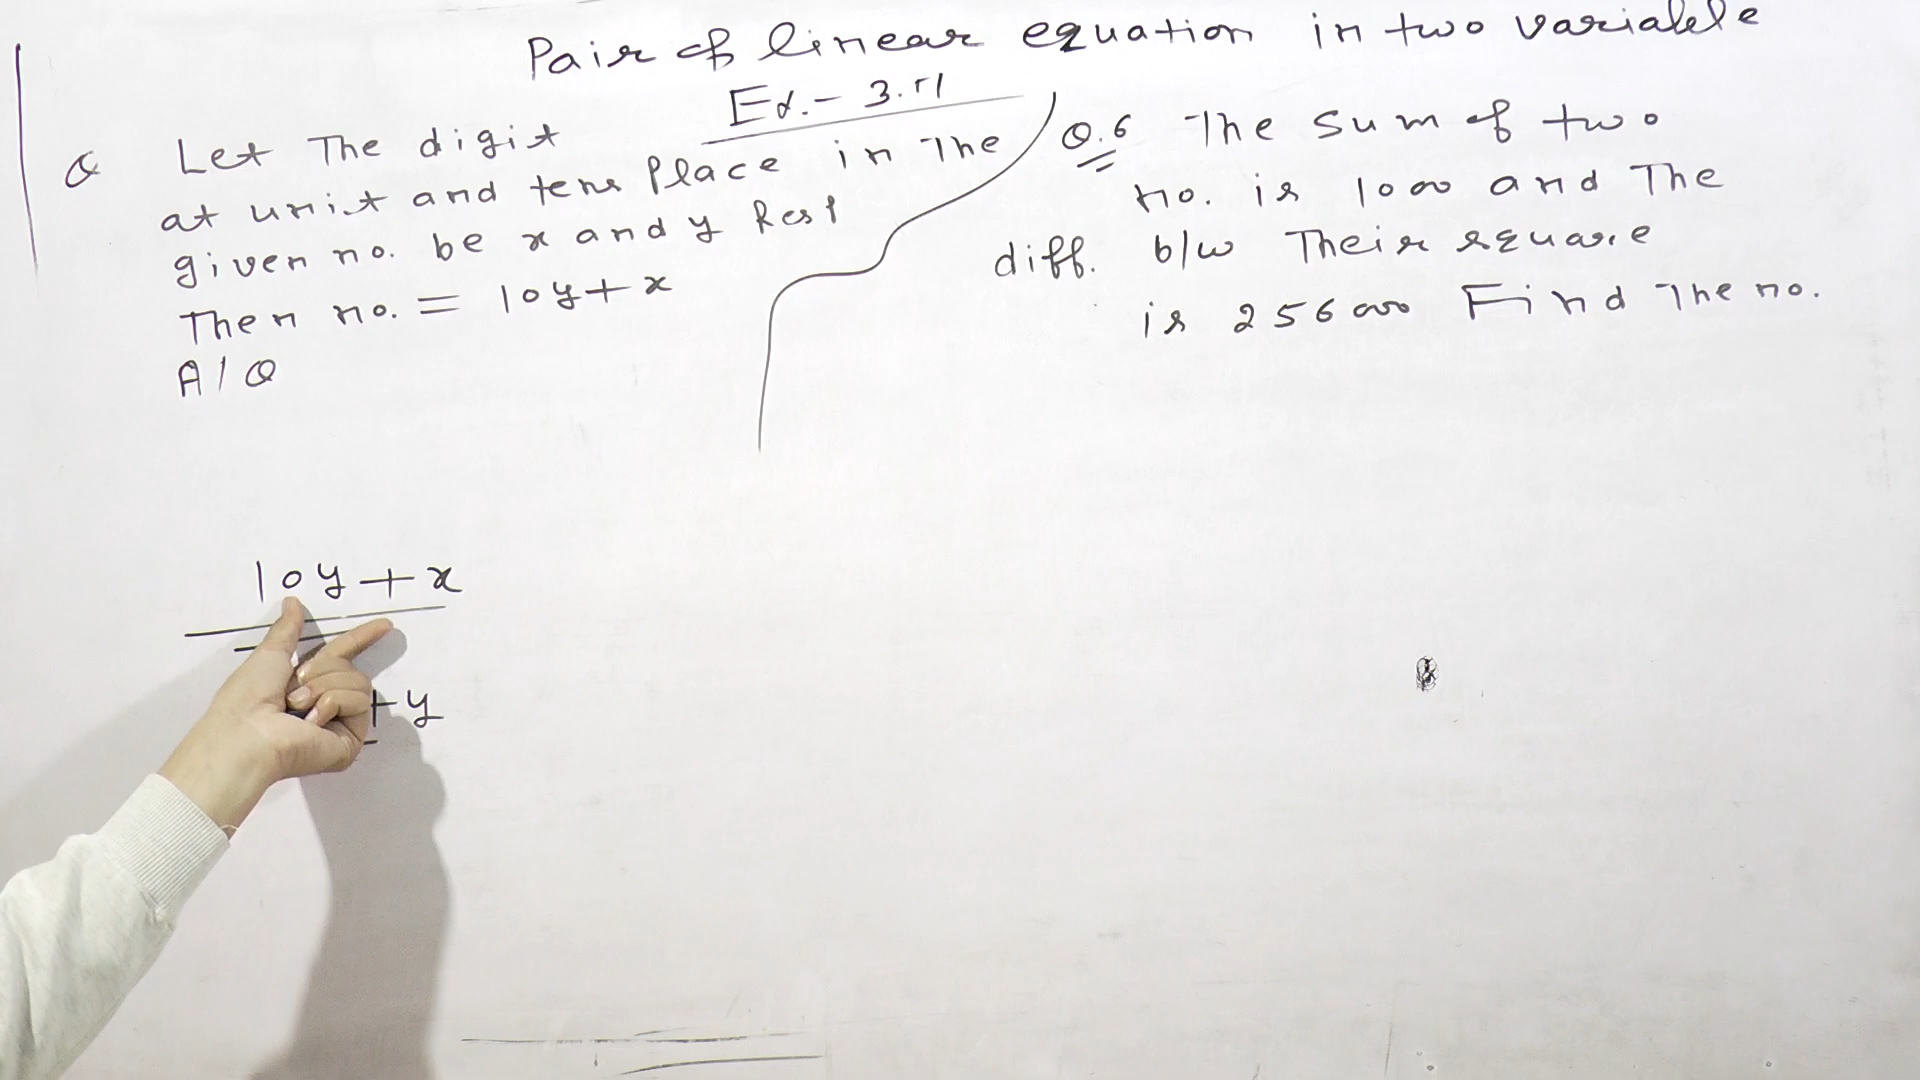 Pair of linear equation in two variable
Ex.- 3.51
Q Let The digit
at unit and tens Place in The
given no. be x and y Resp
Then no. = 10y+x
A/Q
Q.6 The sum of two
no. is 1000 and The
diff. b/w Their square
is 256000 Find The no.
10y+x
+y